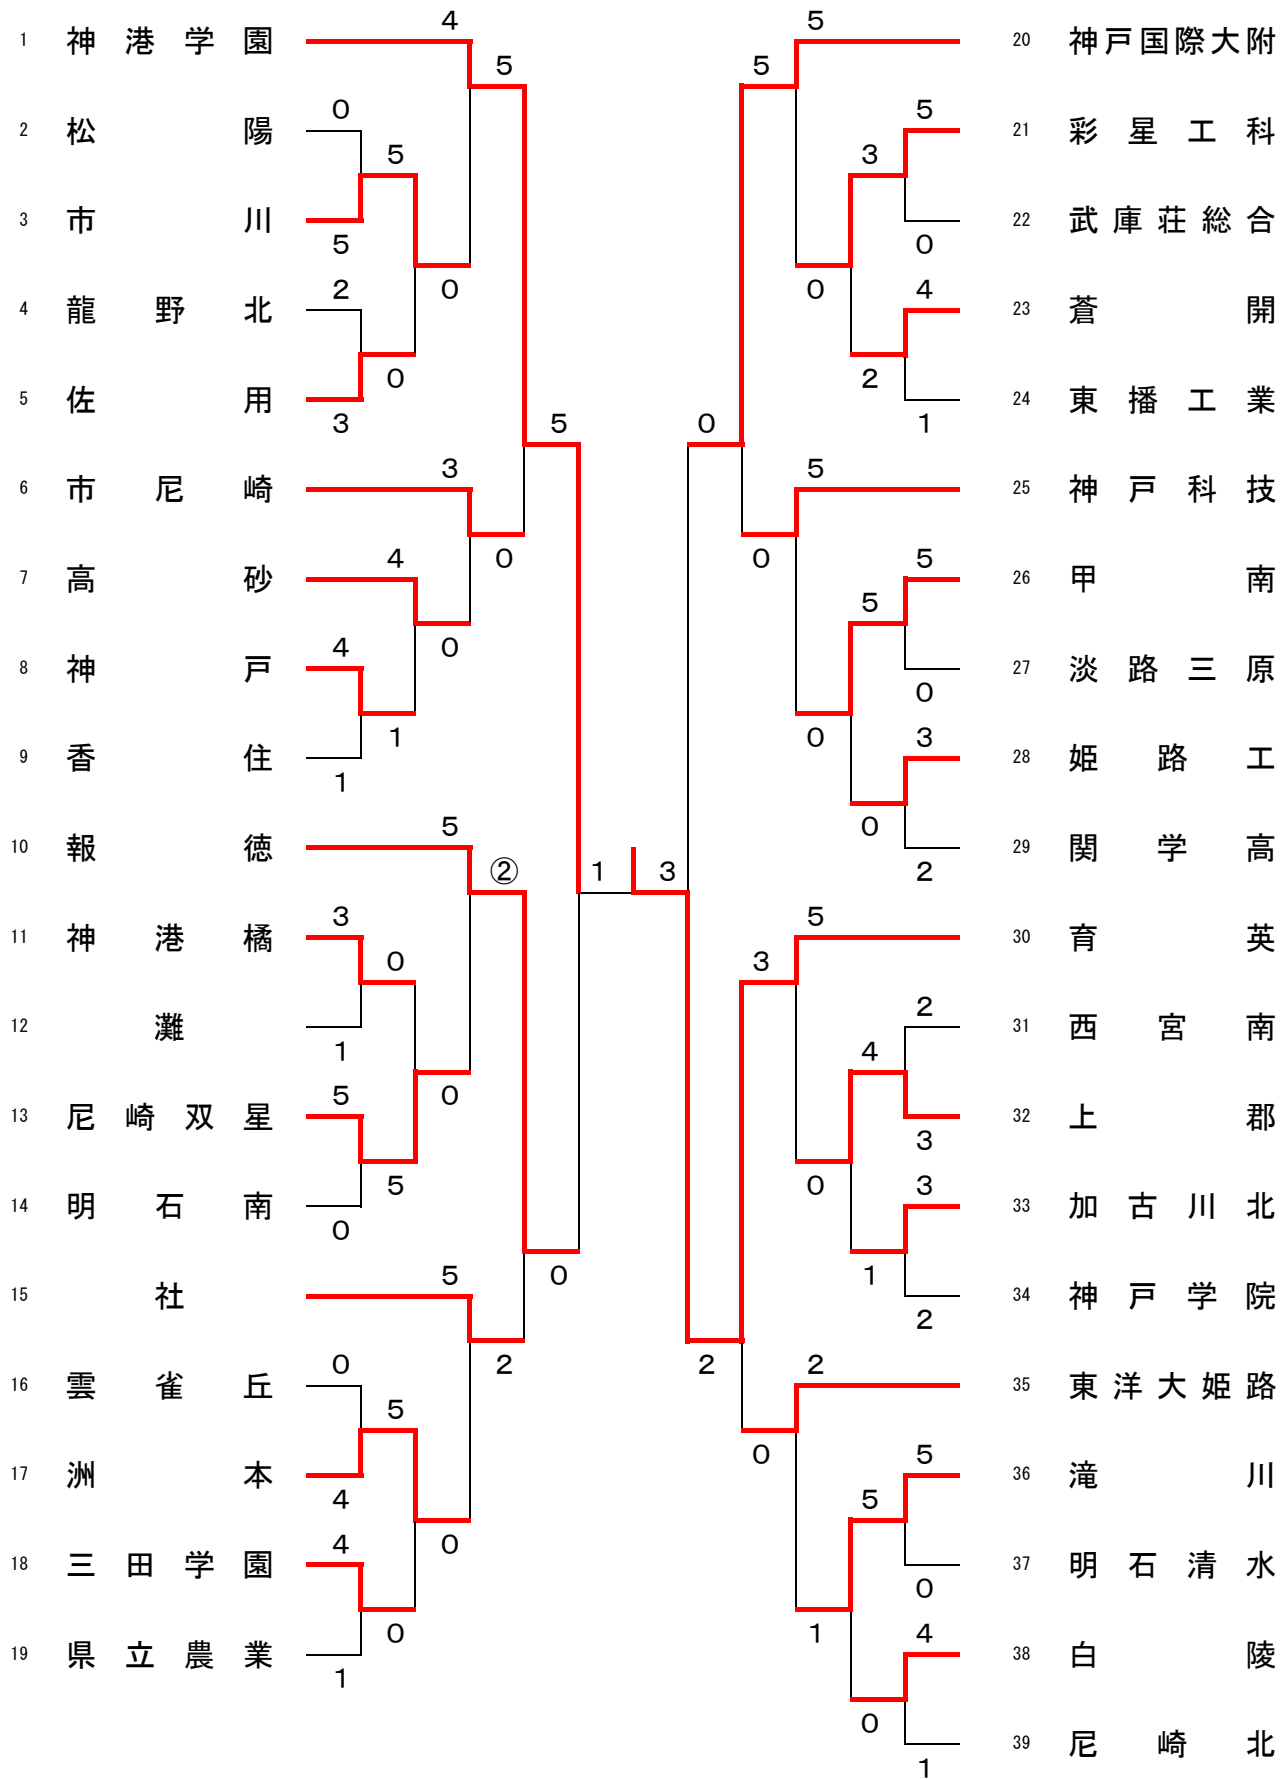 1 神港学園
2 松陽
3 市川
4 龍野北
5 佐用
6 市尼崎
7 高砂
8 神戸
9 香住
10 報徳
11 神港橘
12 灘
13 尼崎双星
14 明石南
15 社
16 雲雀丘
17 洲本
18 三田学園
19 県立農業
4
5
0
5
5
0
2
0
3
5
3
0
4
0
4
1
1
5
②
3
0
1
0
5
5
0
0
5
2
0
5
4
0
4
0
1
1
3
5
5
5
3
0
0
4
2
1
0
5
0
5
5
0
0
3
0
2
5
3
2
4
3
0
3
1
2
2
2
0
5
5
0
1
4
0
1
20 神戸国際大附
21 彩星工科
22 武庫荘総合
23 蒼開
24 東播工業
25 神戸科技
26 甲南
27 淡路三原
28 姫路工
29 関学高
30 育英
31 西宮南
32 上郡
33 加古川北
34 神戸学院
35 東洋大姫路
36 滝川
37 明石清水
38 白陵
39 尼崎北